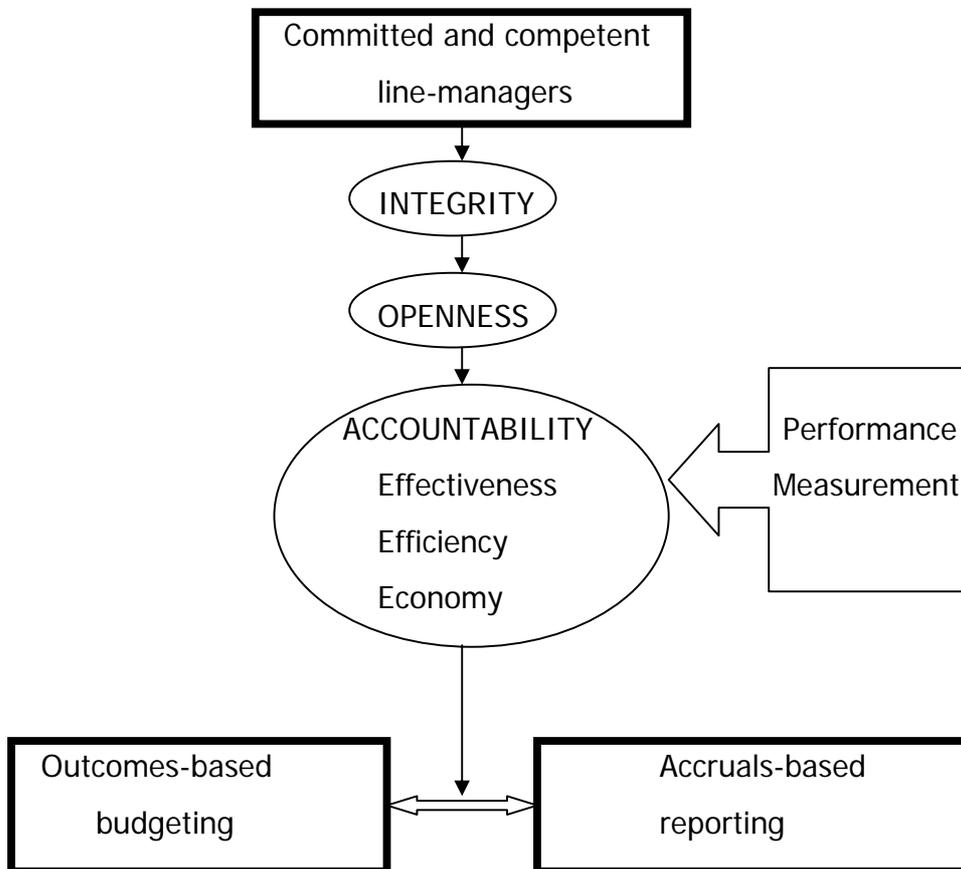 Committed and competent
line-managers
INTEGRITY
OPENNESS
ACCOUNTABILITY
Effectiveness
Efficiency
Economy
Performance
Measurement
Outcomes-based
budgeting
Accruals-based
reporting